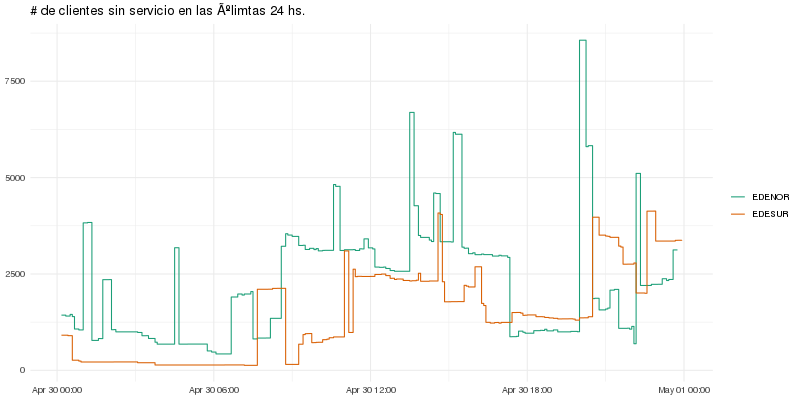 # de clientes sin servicio en las Ãºlimtas 24 hs.
7500
5000
2500
0
Apr 30 00:00
Apr 30 06:00
Apr 30 12:00
Apr 30 18:00
May 01 00:00
EDENOR
EDESUR